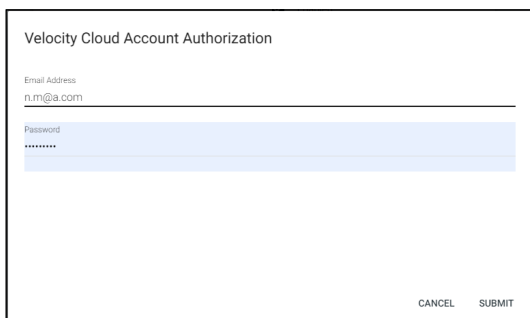 Velocity Cloud Account Authorization
Email Address
n.m@a.com
Password
•••••••••
CANCEL SUBMIT